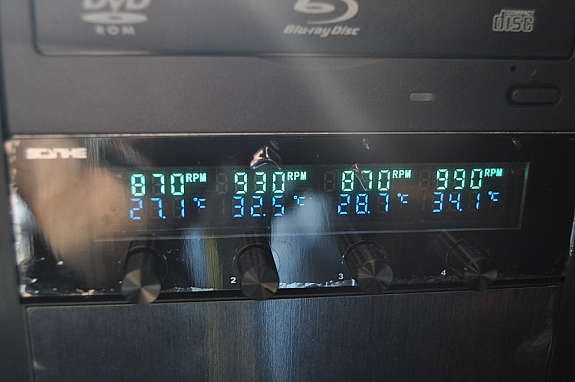 DVD
ROM
Blu-ray Disc
COMPACT
disc
SCYTHE
870 RPM 930 RPM 870 RPM 990 RPM
27.1 °C 32.5 °C 28.7 °C 34.1 °C
2 3 4